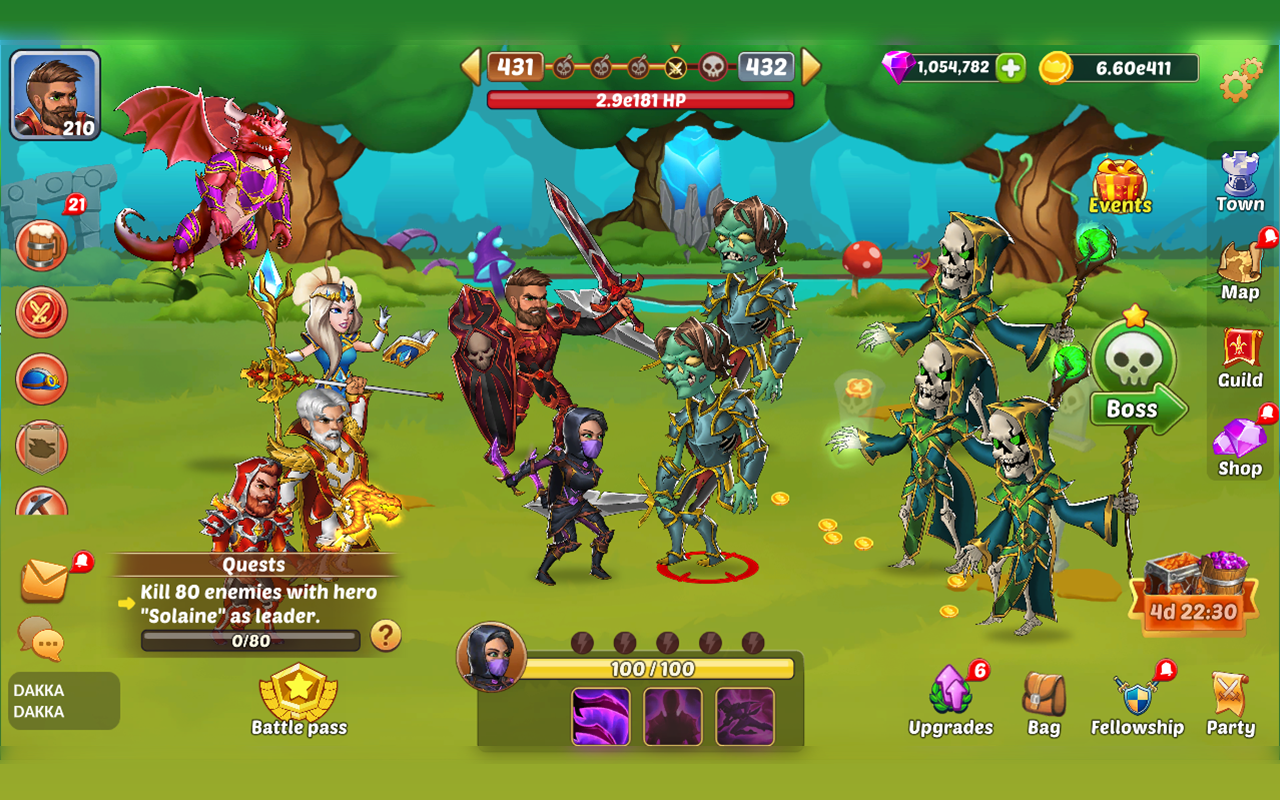 431
432
2.9e181 HP
1,054,782
6.60e411
210
21
Events
Town
Map
Guild
Shop
Boss
Quests
Kill 80 enemies with hero
"Solaine" as leader.
0/80
?
4d 22:30
100/100
DAKKA
DAKKA
Battle pass
6
Upgrades
Bag
Fellowship
Party